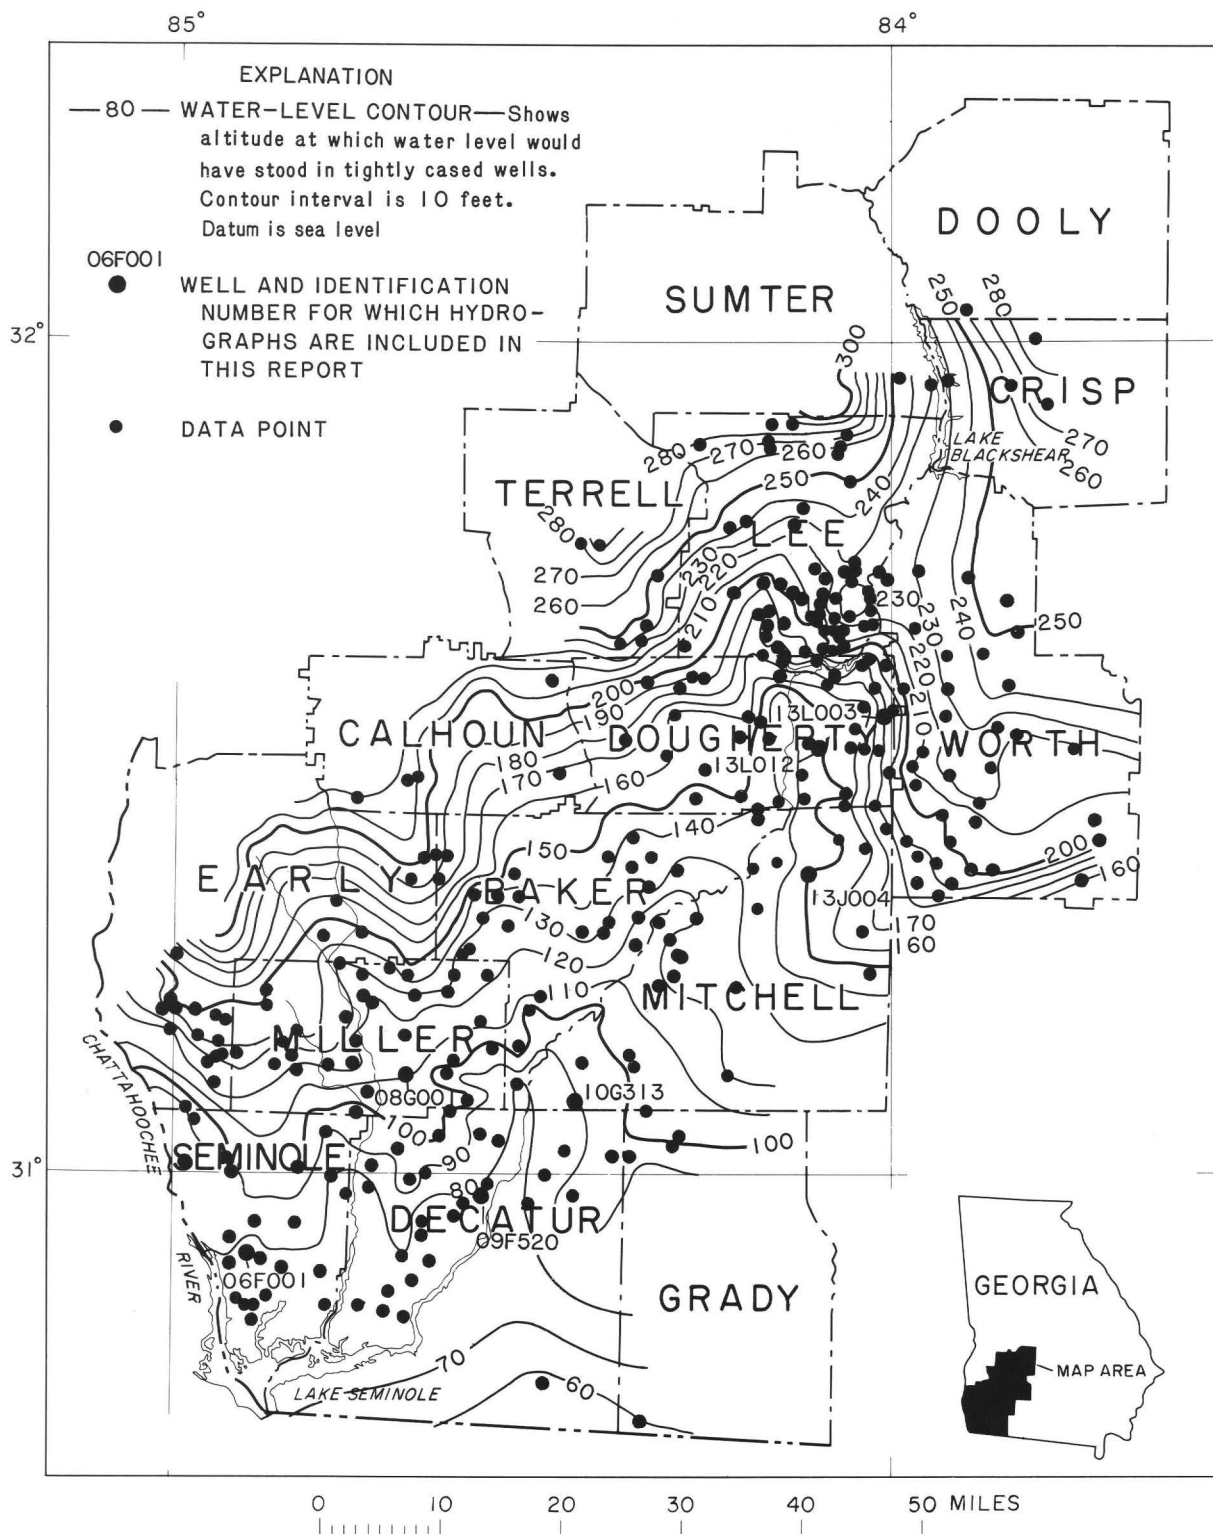 85°
84°
EXPLANATION
—80— WATER-LEVEL CONTOUR—Shows
altitude at which water level would
have stood in tightly cased wells.
Contour interval is 10 feet.
Datum is sea level
06F001
WELL AND IDENTIFICATION
NUMBER FOR WHICH HYDRO-
GRAPHS ARE INCLUDED IN
THIS REPORT
DATA POINT
32°
DOOLY
SUMTER
250
280
260
300
CRISP
LAKE
BLACKSHEAR
270
260
280
270
260
250
240
TERRELL
LEE
280
270
260
230
220
210
230
240
250
230
220
210
200
190
180
170
160
CALHOUN
DOUGHERTY
WORTH
13L003
13L012
140
150
200
160
EARLY
BAKER
13J004
170
160
130
120
110
MITCHELL
MILLER
CHATTAHOOCHEE
RIVER
08G001
10G313
100
100
90
80
SEMINOLE
31°
DECATUR
09F520
06F001
GRADY
70
60
LAKE SEMINOLE
GEORGIA
MAP AREA
0 10 20 30 40 50 MILES